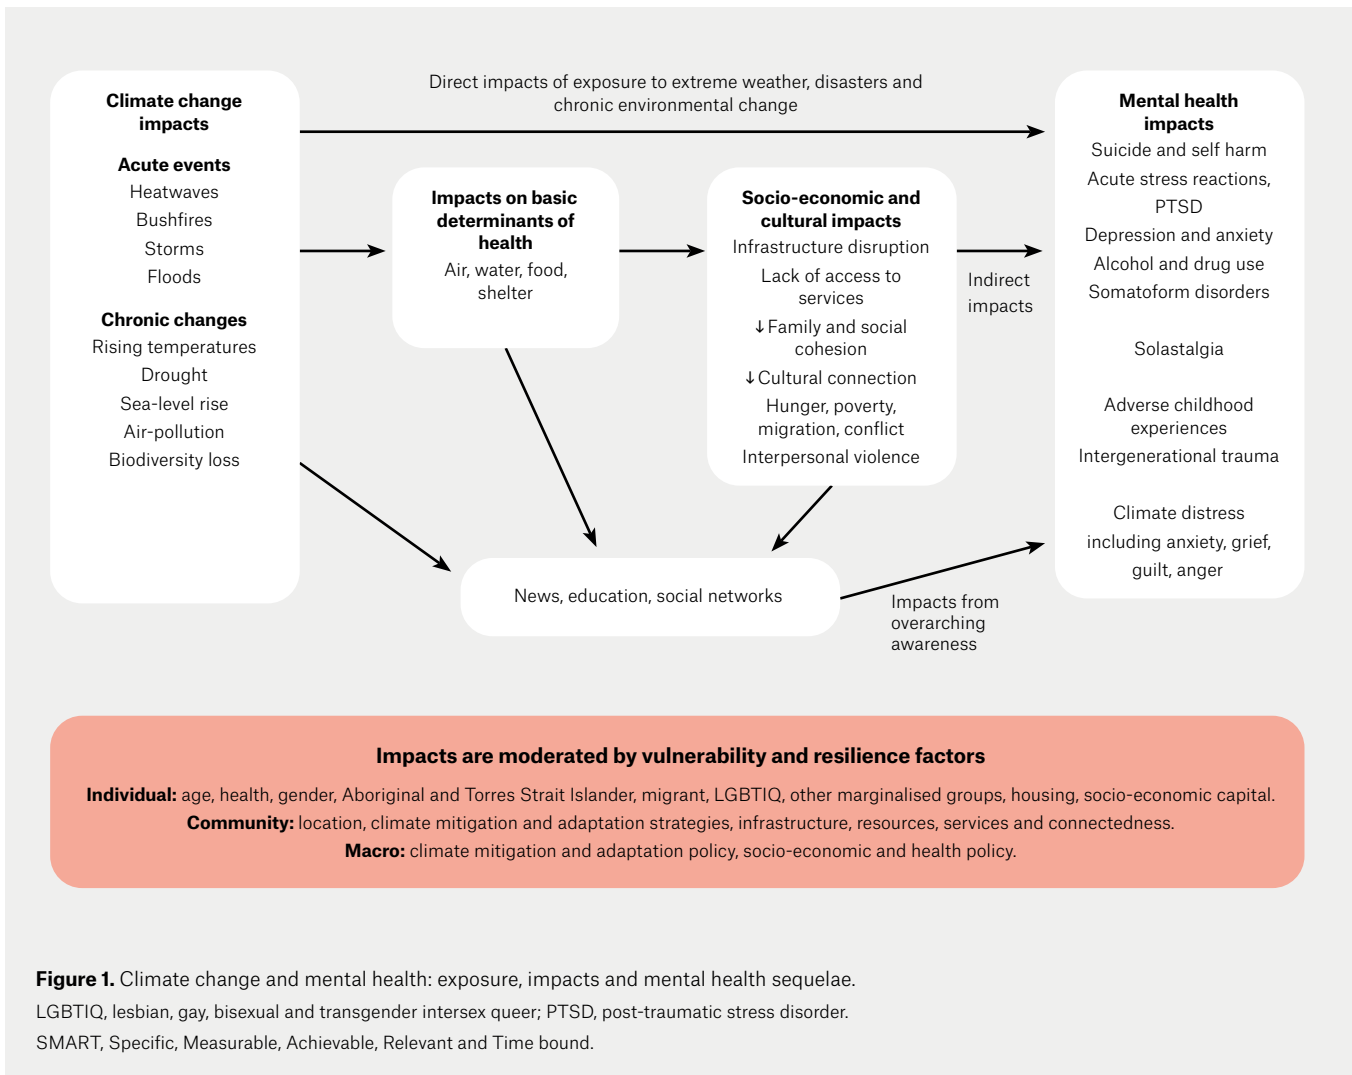 Direct impacts of exposure to extreme weather, disasters and
chronic environmental change
Climate change
impacts
Acute events
Heatwaves
Bushfires
Storms
Floods
Chronic changes
Rising temperatures
Drought
Sea-level rise
Air-pollution
Biodiversity loss
Impacts on basic
determinants of
health
Air, water, food,
shelter
Socio-economic and
cultural impacts
Infrastructure disruption
Lack of access to
services
↓Family and social
cohesion
↓Cultural connection
Hunger, poverty,
migration, conflict
Interpersonal violence
Indirect
impacts
Mental health
impacts
Suicide and self harm
Acute stress reactions,
PTSD
Depression and anxiety
Alcohol and drug use
Somatoform disorders
Solastalgia
Adverse childhood
experiences
Intergenerational trauma
Climate distress
including anxiety, grief,
guilt, anger
News, education, social networks
Impacts from
overarching
awareness
Impacts are moderated by vulnerability and resilience factors
Individual: age, health, gender, Aboriginal and Torres Strait Islander, migrant, LGBTIQ, other marginalised groups, housing, socio-economic capital.
Community: location, climate mitigation and adaptation strategies, infrastructure, resources, services and connectedness.
Macro: climate mitigation and adaptation policy, socio-economic and health policy.
Figure 1. Climate change and mental health: exposure, impacts and mental health sequelae.
LGBTIQ, lesbian, gay, bisexual and transgender intersex queer; PTSD, post-traumatic stress disorder.
SMART, Specific, Measurable, Achievable, Relevant and Time bound.